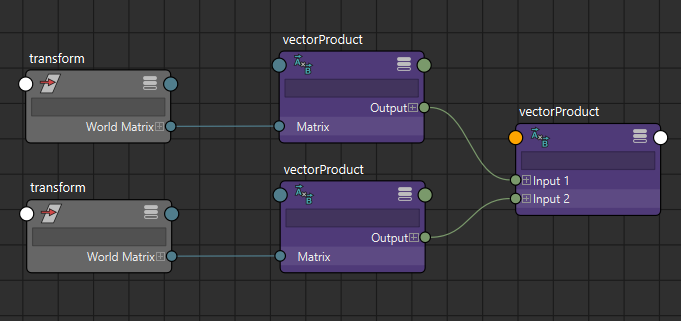 transform
World Matrix
vectorProduct
Output
Matrix
transform
World Matrix
vectorProduct
Output
Matrix
vectorProduct
Input 1
Input 2